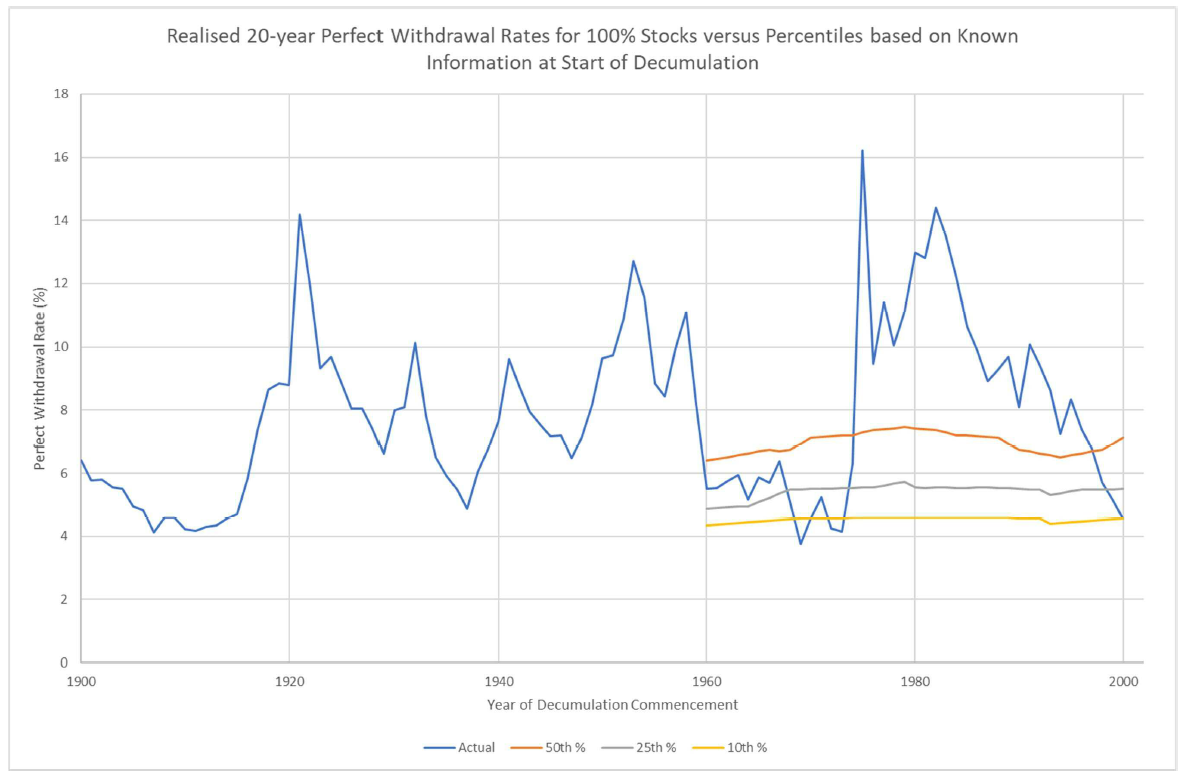 Realised 20-year Perfect Withdrawal Rates for 100% Stocks versus Percentiles based on Known
Information at Start of Decumulation
Perfect Withdrawal Rate (%)
18
16
14
12
10
8
6
4
2
0
1900
1920
1940
1960
1980
2000
Year of Decumulation Commencement
Actual
50th %
25th %
10th %